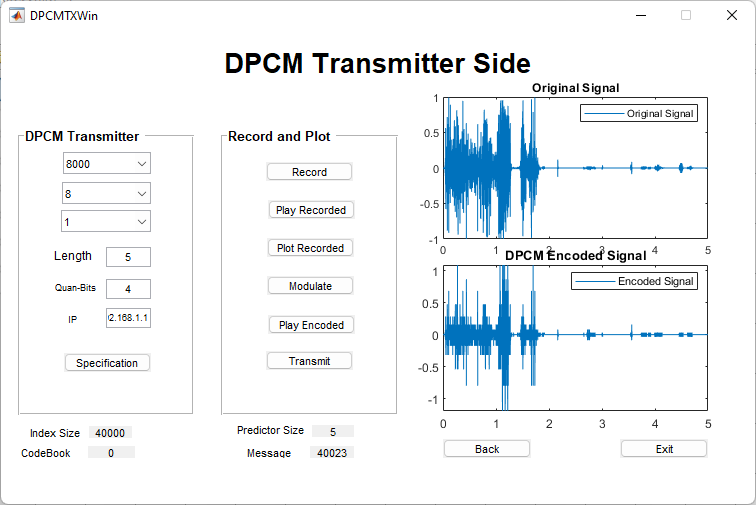 DPCMTXWin
DPCM Transmitter Side
DPCM Transmitter
8000
8
1
Length 5
Quan-Bits 4
IP 2.168.1.1
Specification
Index Size 40000
CodeBook 0
Record and Plot
Record
Play Recorded
Plot Recorded
Modulate
Play Encoded
Transmit
Predictor Size 5
Message 40023
Original Signal
Original Signal
1
0.5
0
-0.5
-1
0 1 2 3 4 5
DPCM Encoded Signal
Encoded Signal
1
0.5
0
-0.5
-1
0 1 2 3 4 5
Back
Exit